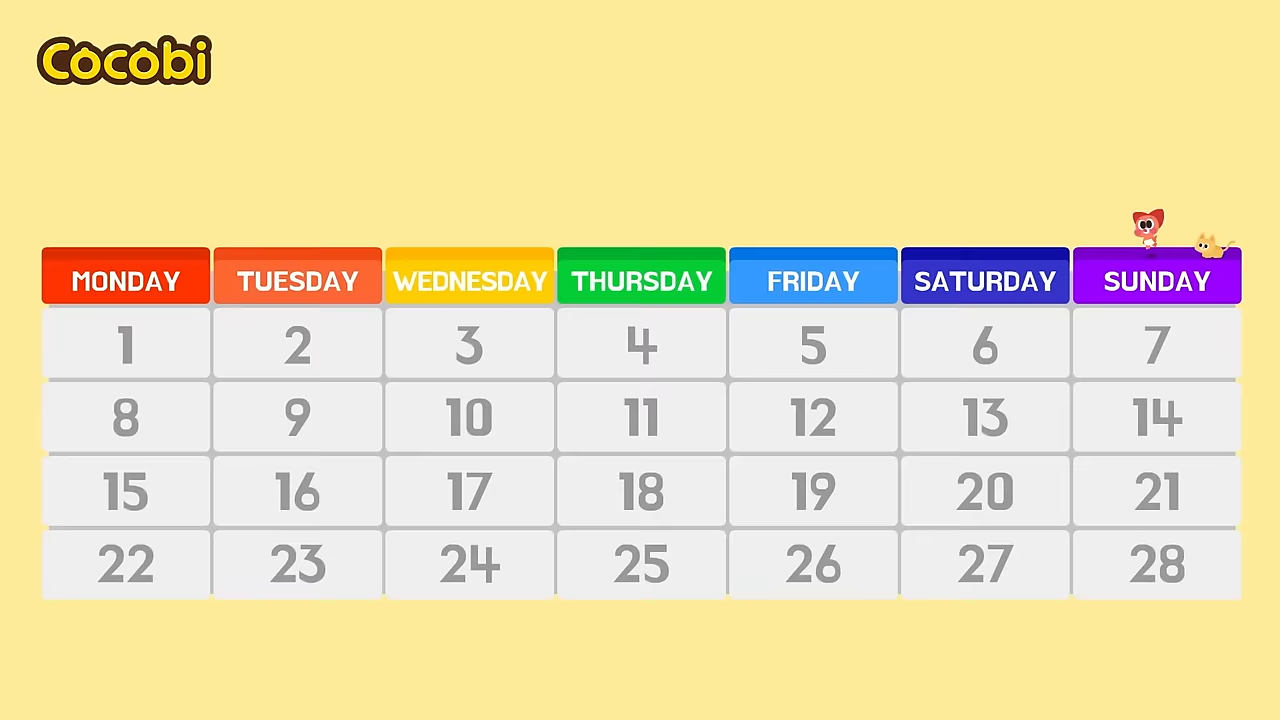 Cocobi
MONDAY TUESDAY WEDNESDAY THURSDAY FRIDAY SATURDAY SUNDAY
1 2 3 4 5 6 7
8 9 10 11 12 13 14
15 16 17 18 19 20 21
22 23 24 25 26 27 28